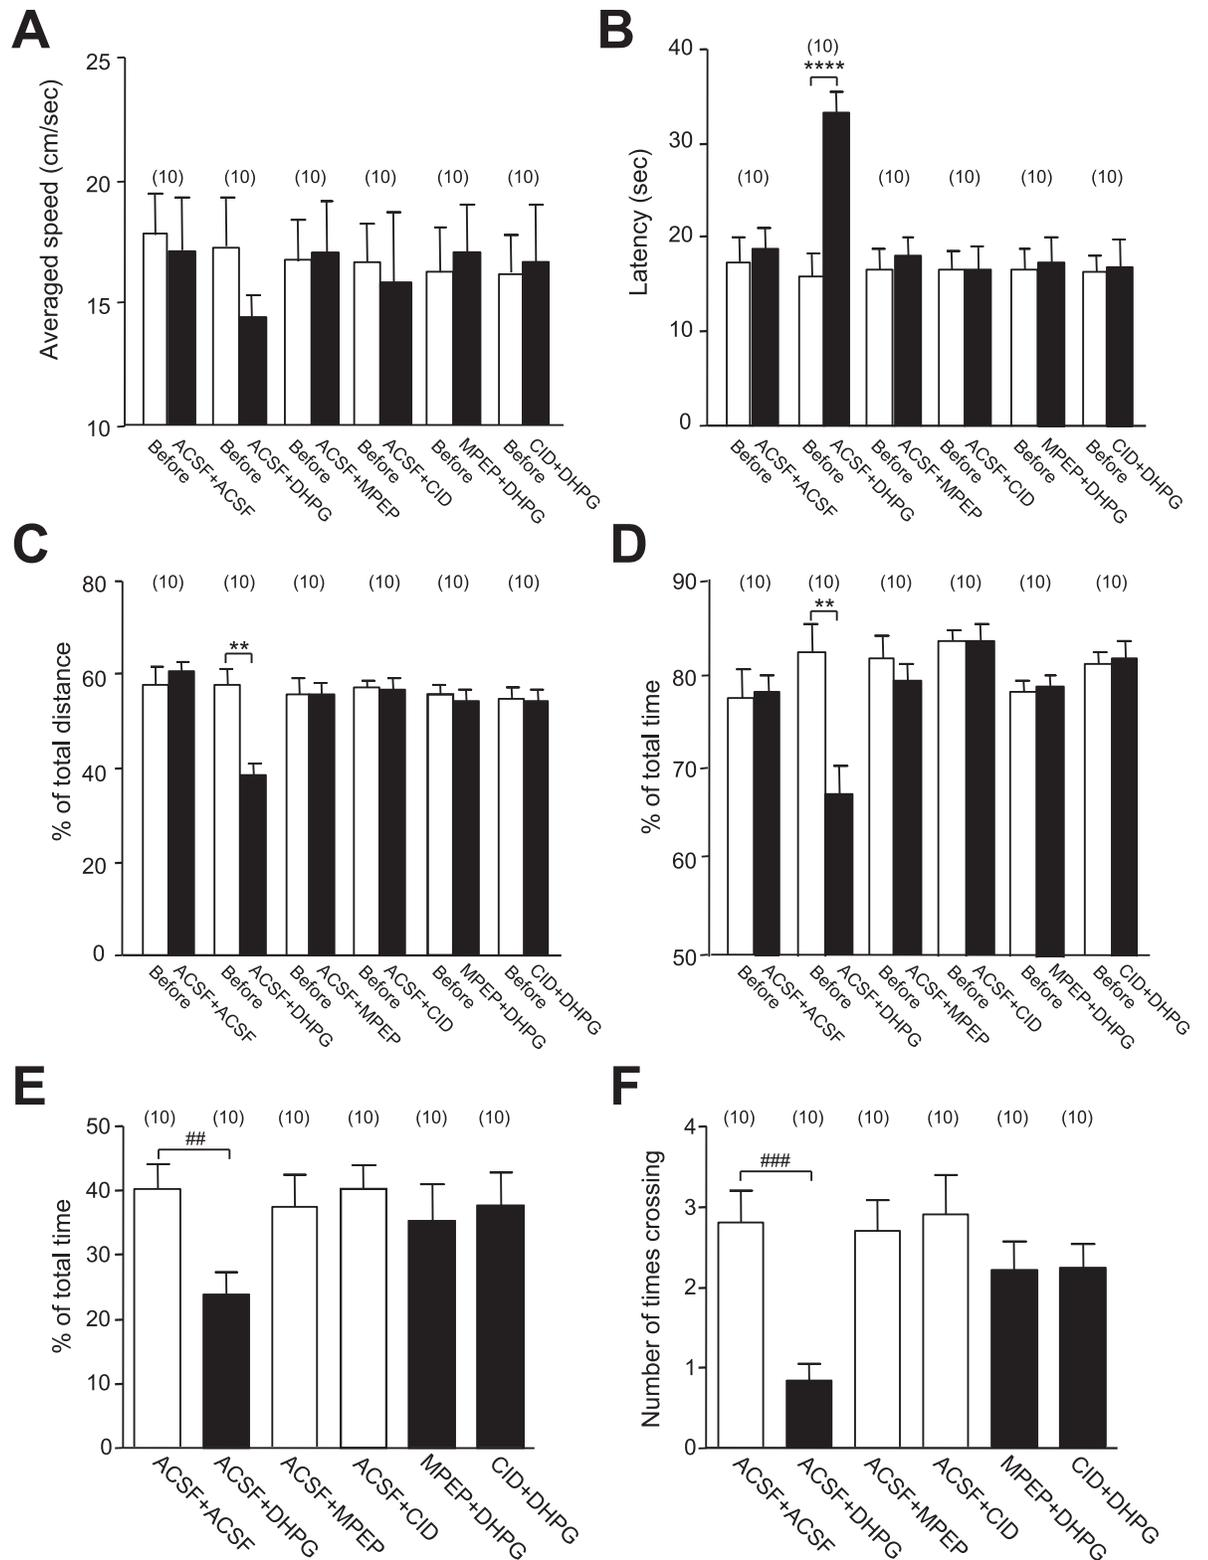 A
Averaged speed (cm/sec)
25
20
15
10
(10) (10) (10) (10) (10) (10)
Before ACSF+ACSF Before ACSF+DHPG Before ACSF+MPEP Before ACSF+CID Before MPEP+DHPG Before CID+DHPG
B
Latency (sec)
40
30
20
10
0
(10)
****
(10) (10) (10) (10) (10)
Before ACSF+ACSF Before ACSF+DHPG Before ACSF+MPEP Before ACSF+CID Before MPEP+DHPG Before CID+DHPG
C
% of total distance
80
60
40
20
0
(10) (10) (10) (10) (10) (10)
**
Before ACSF+ACSF Before ACSF+DHPG Before ACSF+MPEP Before ACSF+CID Before MPEP+DHPG Before CID+DHPG
D
% of total time
90
80
70
60
50
(10) (10) (10) (10) (10) (10)
**
Before ACSF+ACSF Before ACSF+DHPG Before ACSF+MPEP Before ACSF+CID Before MPEP+DHPG Before CID+DHPG
E
% of total time
50
40
30
20
10
0
(10) (10) (10) (10) (10) (10)
##
ACSF+ACSF ACSF+DHPG ACSF+MPEP ACSF+CID MPEP+DHPG CID+DHPG
F
Number of times crossing
4
3
2
1
0
(10) (10) (10) (10) (10) (10)
###
ACSF+ACSF ACSF+DHPG ACSF+MPEP ACSF+CID MPEP+DHPG CID+DHPG